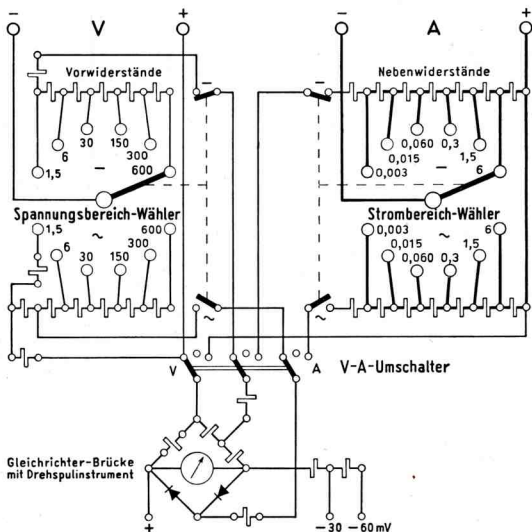 − V + − A +
Vorwiderstände
Nebenwiderstände
− −
30 150
6 300
1,5 − 600
0,060 0,3
0,015 1,5
0,003 − 6
Spannungsbereich-Wähler
Strombereich-Wähler
1,5 ~ 600
6 300
30 150
0,003 ~ 6
0,015 1,5
0,060 0,3
~ ~
V A V-A-Umschalter
Gleichrichter-Brücke
mit Drehspulinstrument
+ −30 −60mV